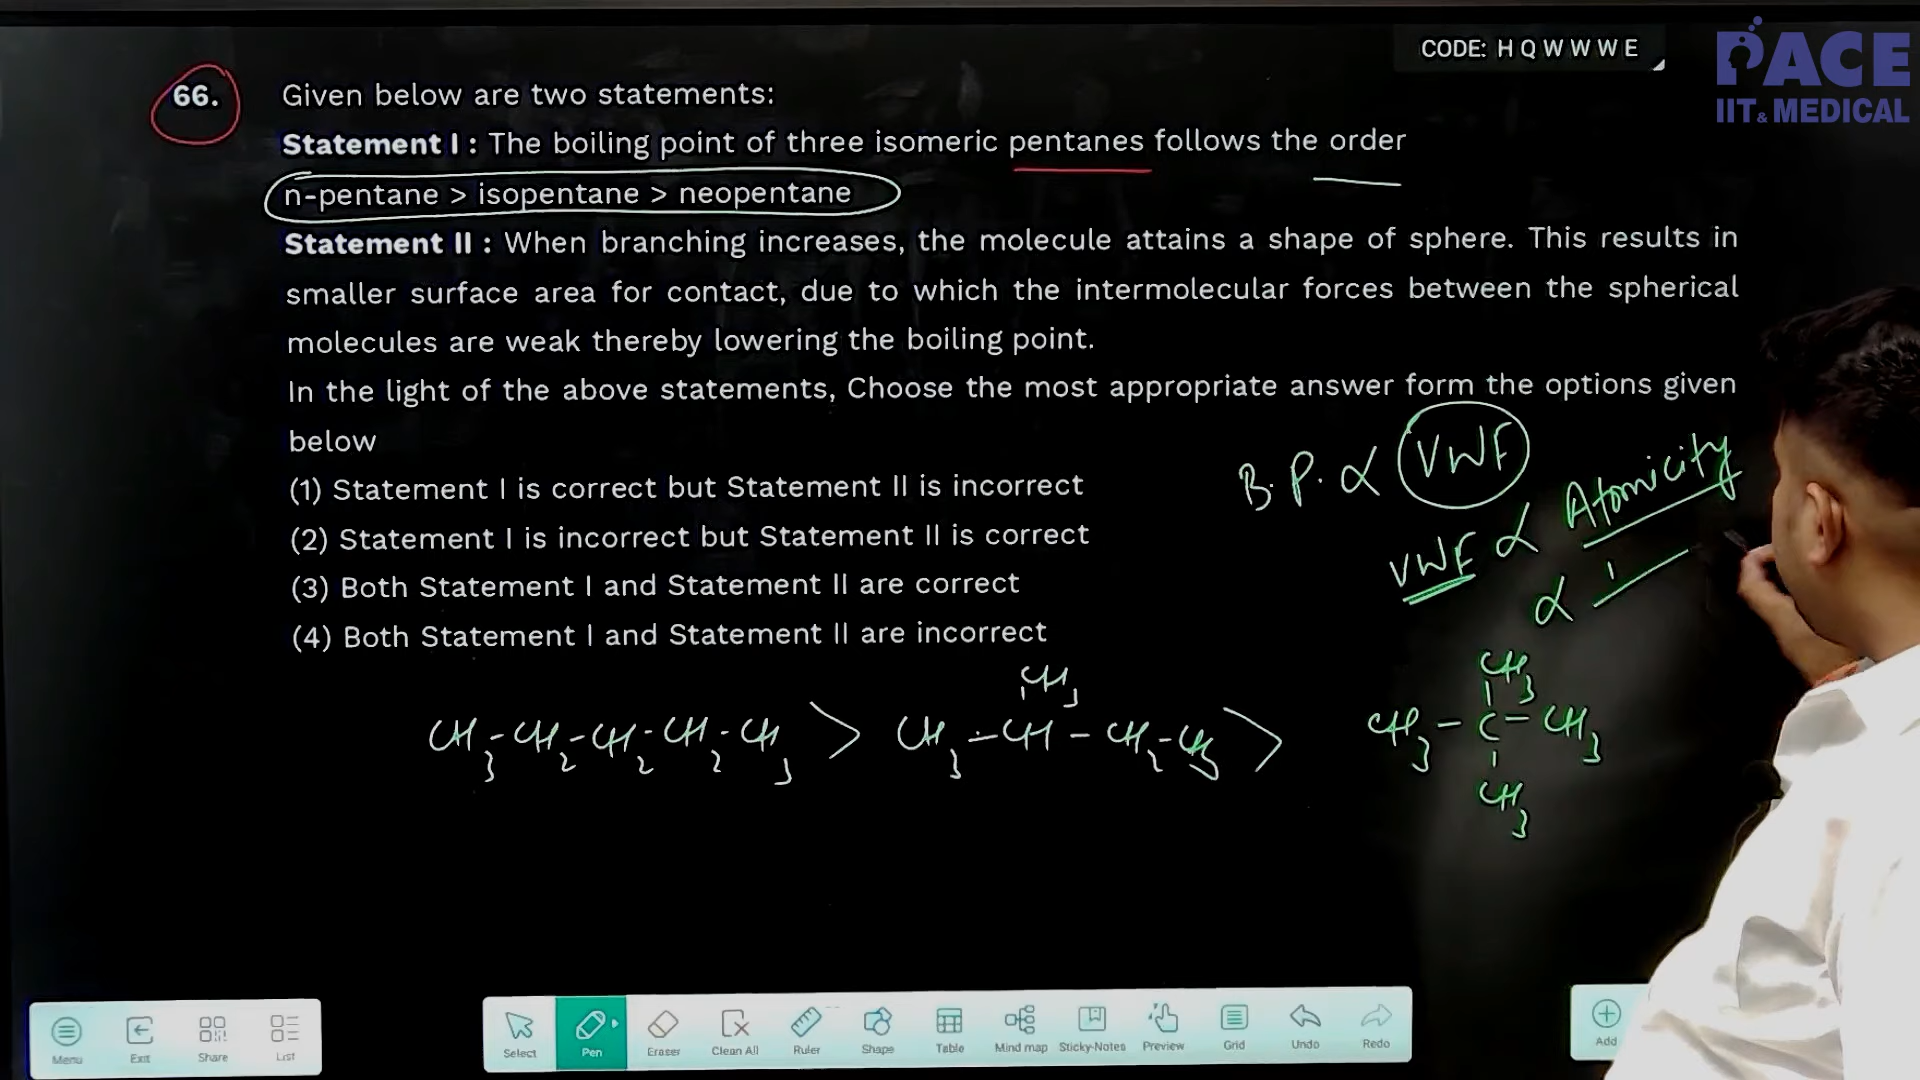 CODE: H Q W W W E
PACE
IIT & MEDICAL
66. Given below are two statements:
Statement I : The boiling point of three isomeric pentanes follows the order
n-pentane > isopentane > neopentane
Statement II : When branching increases, the molecule attains a shape of sphere. This results in
smaller surface area for contact, due to which the intermolecular forces between the spherical
molecules are weak thereby lowering the boiling point.
In the light of the above statements, Choose the most appropriate answer form the options given
below
(1) Statement I is correct but Statement II is incorrect
(2) Statement I is incorrect but Statement II is correct
(3) Both Statement I and Statement II are correct
(4) Both Statement I and Statement II are incorrect
B.P. ∝ VWF
VWF ∝ Atomicity
∝ 1
CH3
CH3-CH2-CH2-CH2-CH3 > CH3-CH-CH2-CH3 >
CH3
CH3-C-CH3
CH3
Menu Exit Share List Select Pen Eraser Clean All Ruler Shape Table Mind map Sticky-Notes Preview Grid Undo Redo Add